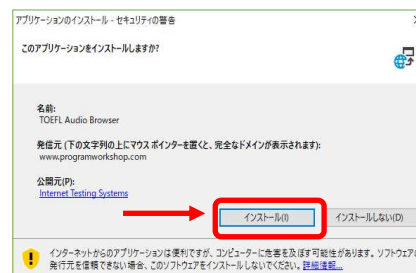 アプリケーションのインストール - セキュリティの警告
このアプリケーションをインストールしますか?
名前:
TOEFL Audio Browser
発信元 (下の文字列の上にマウス ポインターを置くと、完全なドメインが表示されます):
www.programworkshop.com
公開元(P):
Internet Testing Systems
インストール(I)
インストールしない(D)
インターネットからのアプリケーションは便利ですが、コンピューターに危害を及ぼす可能性があります。ソフトウェアの
発行元を信頼できない場合、このソフトウェアをインストールしないでください。詳細情報...